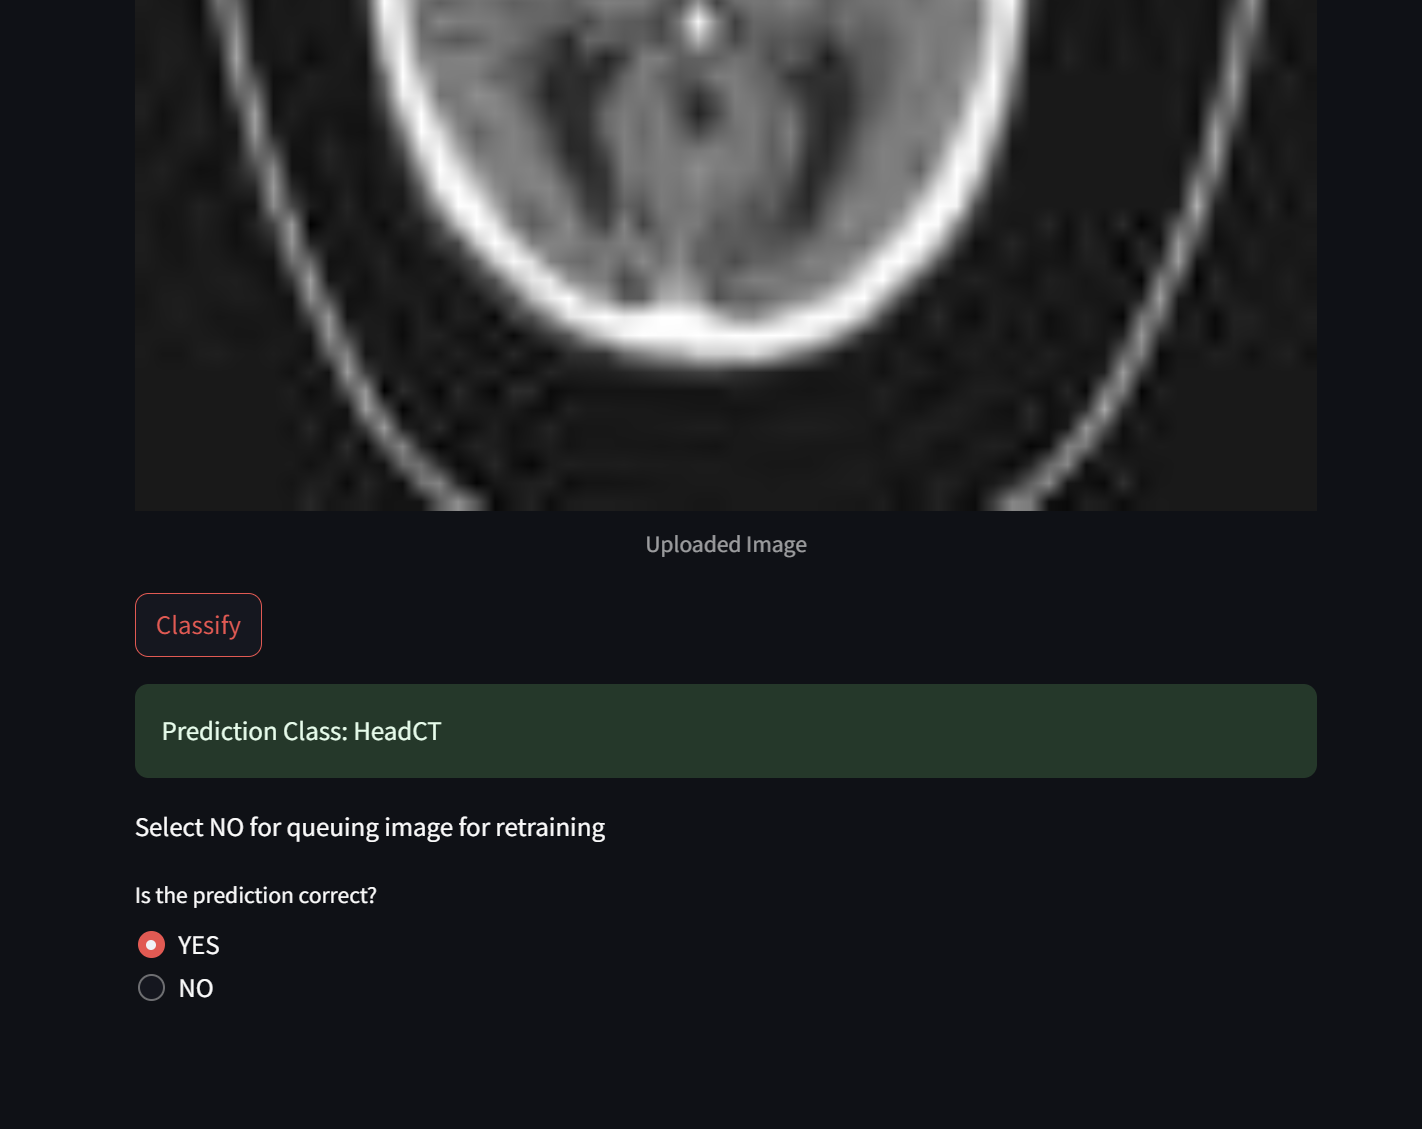 Uploaded Image
Classify
Prediction Class: HeadCT
Select NO for queuing image for retraining
Is the prediction correct?
YES
NO